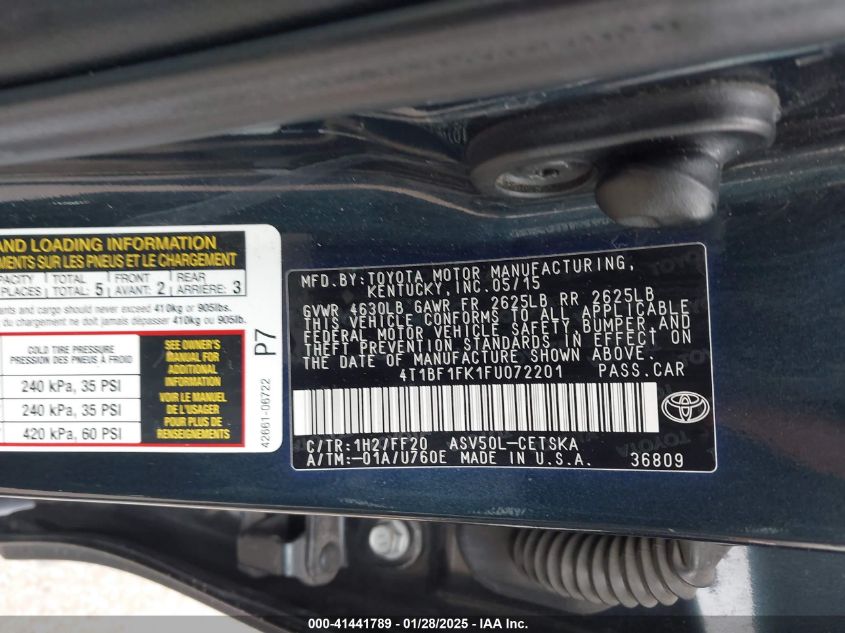 AND LOADING INFORMATION
EMENTS SUR LES PNEUS ET LE CHARGEMENT
PACITY TOTAL: 5 FRONT 2 REAR 3
PLACES TOTAL: AVANT: ARRIÈRE:
ants and cargo should never exceed 410kg or 905lbs.
du chargement ne doit jamais dépasser 410kg ou 905lb.
COLD TIRE PRESSURE
PRESSION DES PNEUS À FROID
240 kPa, 35 PSI
240 kPa, 35 PSI
420 kPa, 60 PSI
SEE OWNER'S
MANUAL FOR
ADDITIONAL
INFORMATION
VOIR LE MANUEL
DE L'USAGER
POUR PLUS DE
RENSEIGNEMENTS
P7
42661-06722
MFD.BY: TOYOTA MOTOR MANUFACTURING,
KENTUCKY, INC. 05/15
GVWR 4630LB GAWR FR 2625LB RR 2625LB
THIS VEHICLE CONFORMS TO ALL APPLICABLE
FEDERAL MOTOR VEHICLE SAFETY, BUMPER, AND
THEFT PREVENTION STANDARDS IN EFFECT ON
THE DATE OF MANUFACTURE SHOWN ABOVE.
4T1BF1FK1FU072201 PASS.CAR
C/TR:1H2/FF20 ASV50L-CETSKA
A/TM:-01A/U760E MADE IN U.S.A. 36809
TOYOTA
000-41441789 | 01/28/2025 - © IAA Inc.